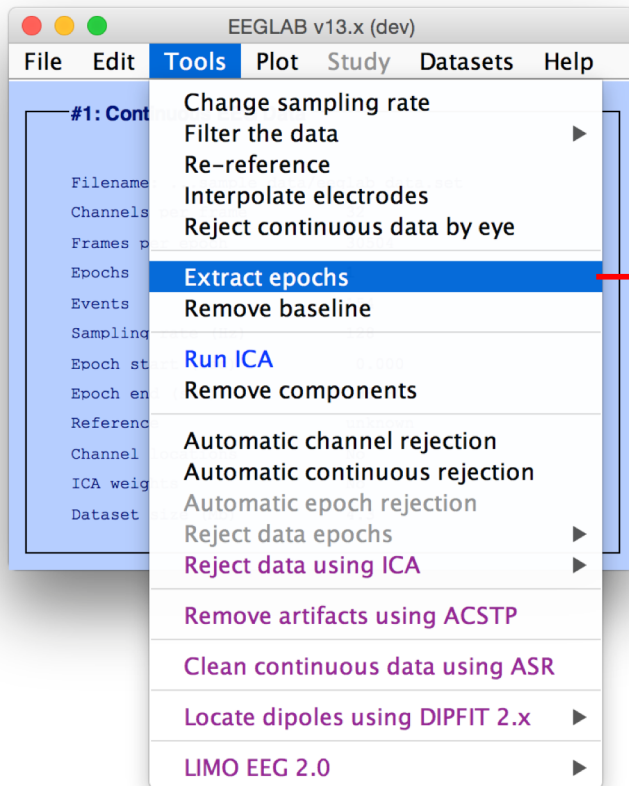 EEGLAB v13.x (dev)
File Edit Tools Plot Study Datasets Help
#1: Cont
Change sampling rate
Filter the data
Re-reference
Filename:
Interpolate electrodes
Channels
Reject continuous data by eye
Frames p
Epochs
Extract epochs
Events
Remove baseline
Sampling
Run ICA
Epoch st
Epoch en
Remove components
Reference
Automatic channel rejection
Channel
Automatic continuous rejection
ICA weig
Automatic epoch rejection
Dataset
Reject data epochs
Reject data using ICA
Remove artifacts using ACSTP
Clean continuous data using ASR
Locate dipoles using DIPFIT 2.x
LIMO EEG 2.0